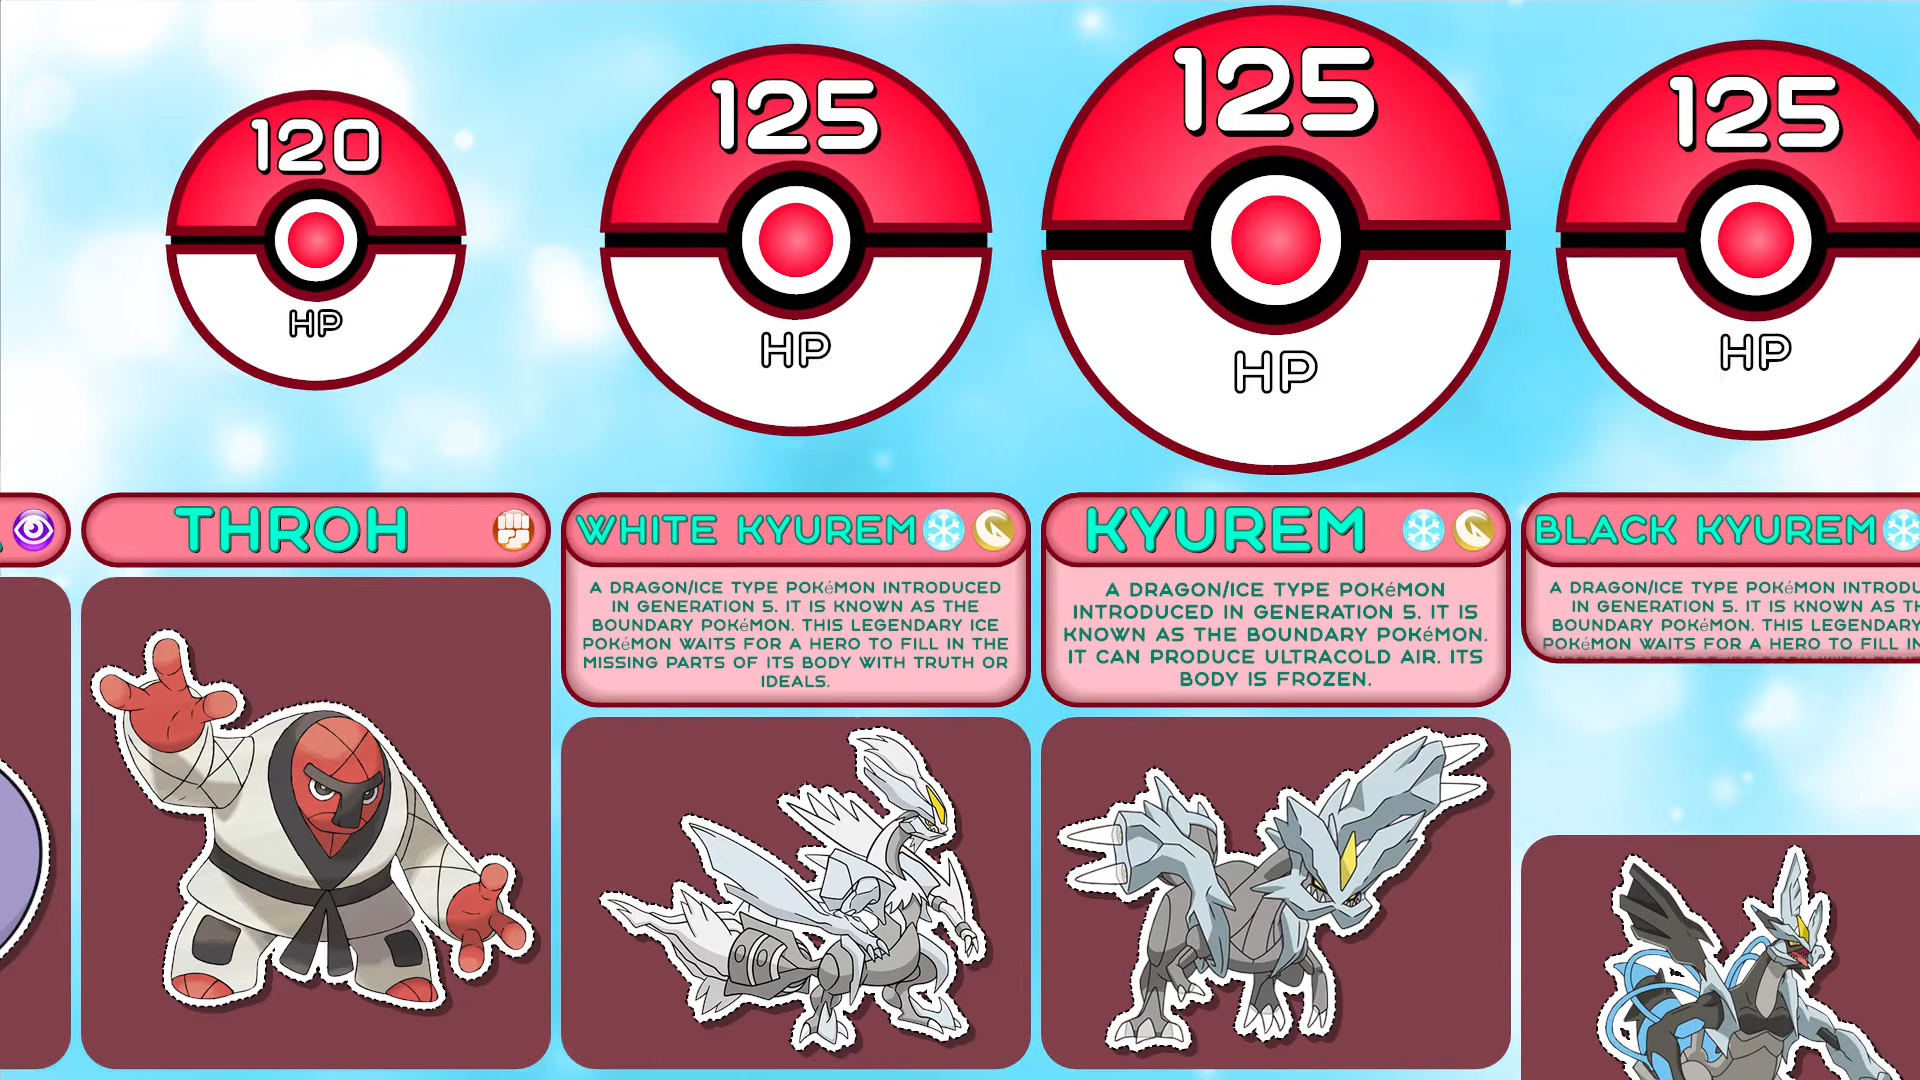 120
HP
125
HP
125
HP
125
HP
THROH
WHITE KYUREM
A DRAGON/ICE TYPE POKéMON INTRODUCED
IN GENERATION 5. IT IS KNOWN AS THE
BOUNDARY POKéMON. THIS LEGENDARY ICE
POKéMON WAITS FOR A HERO TO FILL IN THE
MISSING PARTS OF ITS BODY WITH TRUTH OR
IDEALS.
KYUREM
A DRAGON/ICE TYPE POKéMON
INTRODUCED IN GENERATION 5. IT IS
KNOWN AS THE BOUNDARY POKéMON.
IT CAN PRODUCE ULTRACOLD AIR. ITS
BODY IS FROZEN.
BLACK KYUREM
A DRAGON/ICE TYPE POKéMON INTRODU
IN GENERATION 5. IT IS KNOWN AS TH
BOUNDARY POKéMON. THIS LEGENDARY
POKéMON WAITS FOR A HERO TO FILL IN